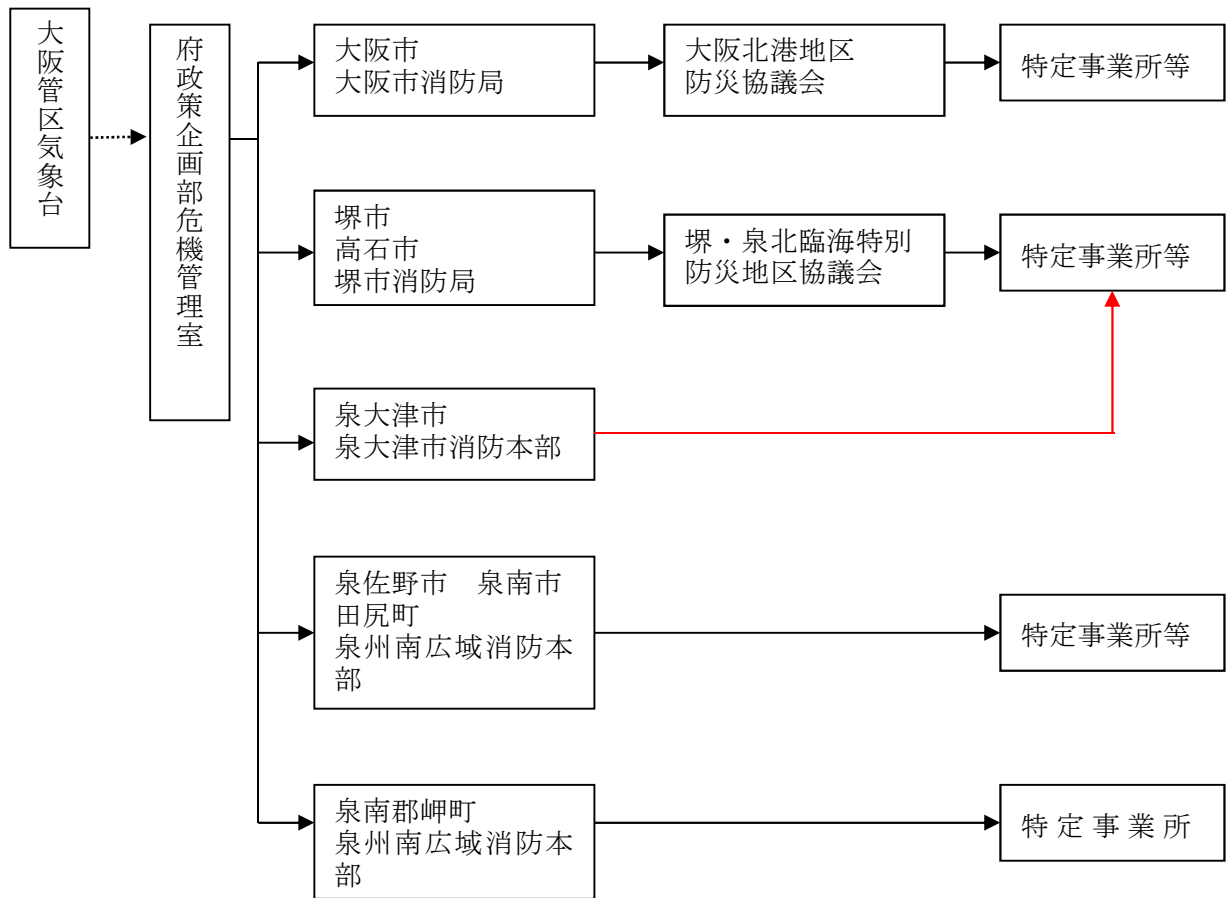 大阪管区気象台
府政策企画部危機管理室
大阪市
大阪市消防局
大阪北港地区
防災協議会
特定事業所等
堺市
高石市
堺市消防局
堺・泉北臨海特別
防災地区協議会
特定事業所等
泉大津市
泉大津市消防本部
泉佐野市　泉南市
田尻町
泉州南広域消防本
部
特定事業所等
泉南郡岬町
泉州南広域消防本
部
特 定 事 業 所